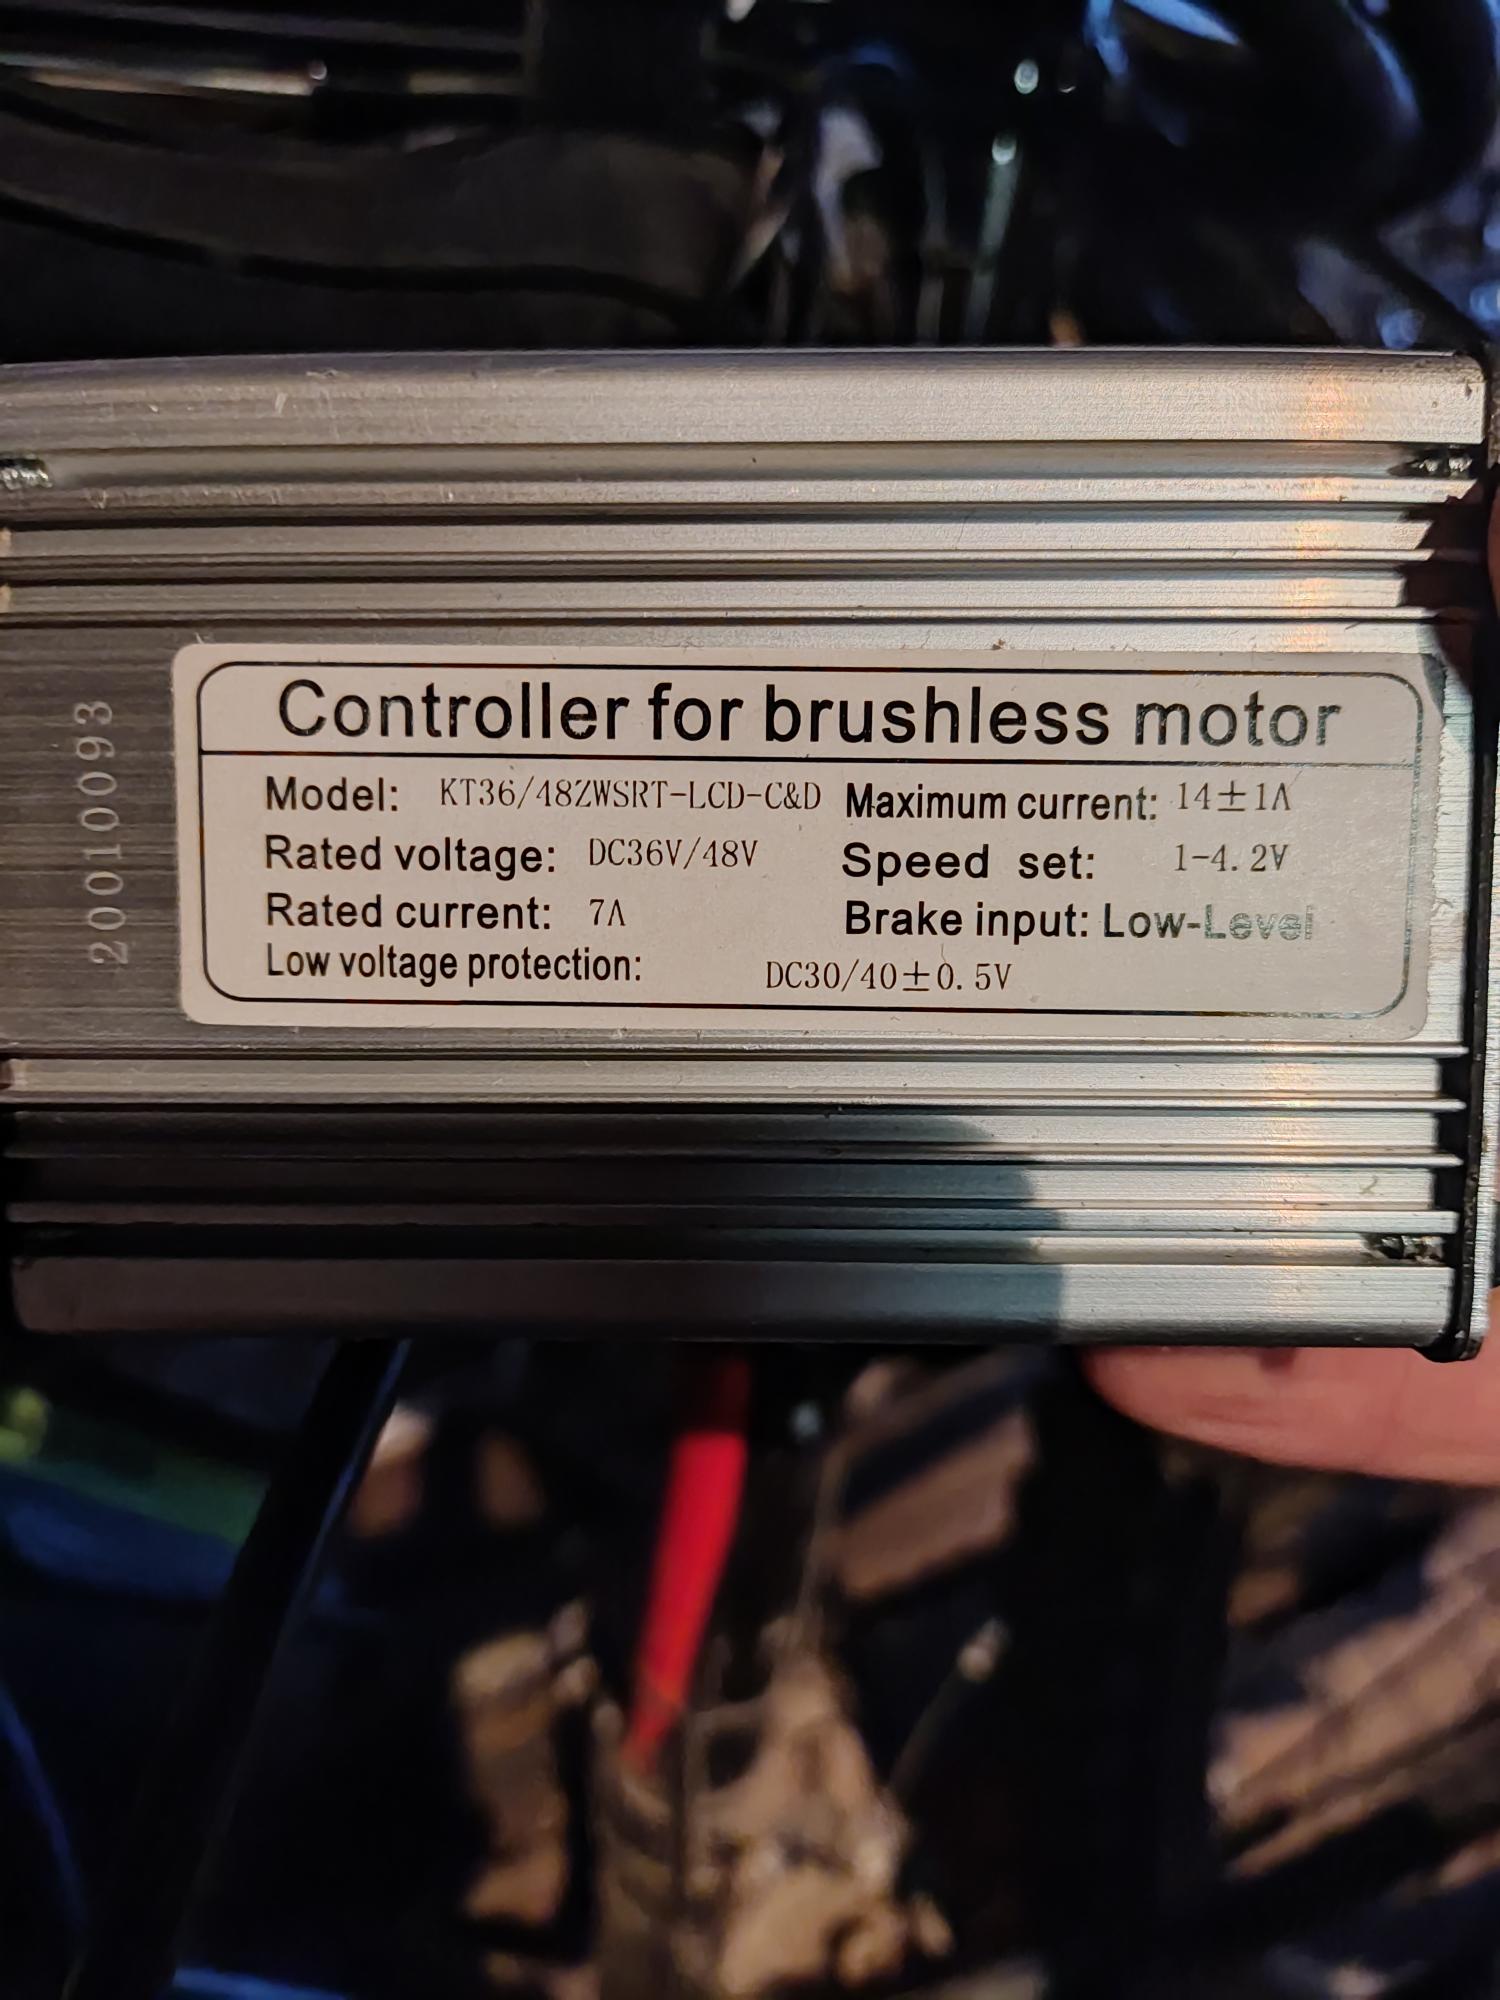 Controller for brushless motor
Model: KT36/48ZWSRT-LCD-C&D Maximum current: 14±1A
Rated voltage: DC36V/48V Speed set: 1-4.2V
Rated current: 7A Brake input: Low-Level
Low voltage protection: DC30/40±0.5V
20010093